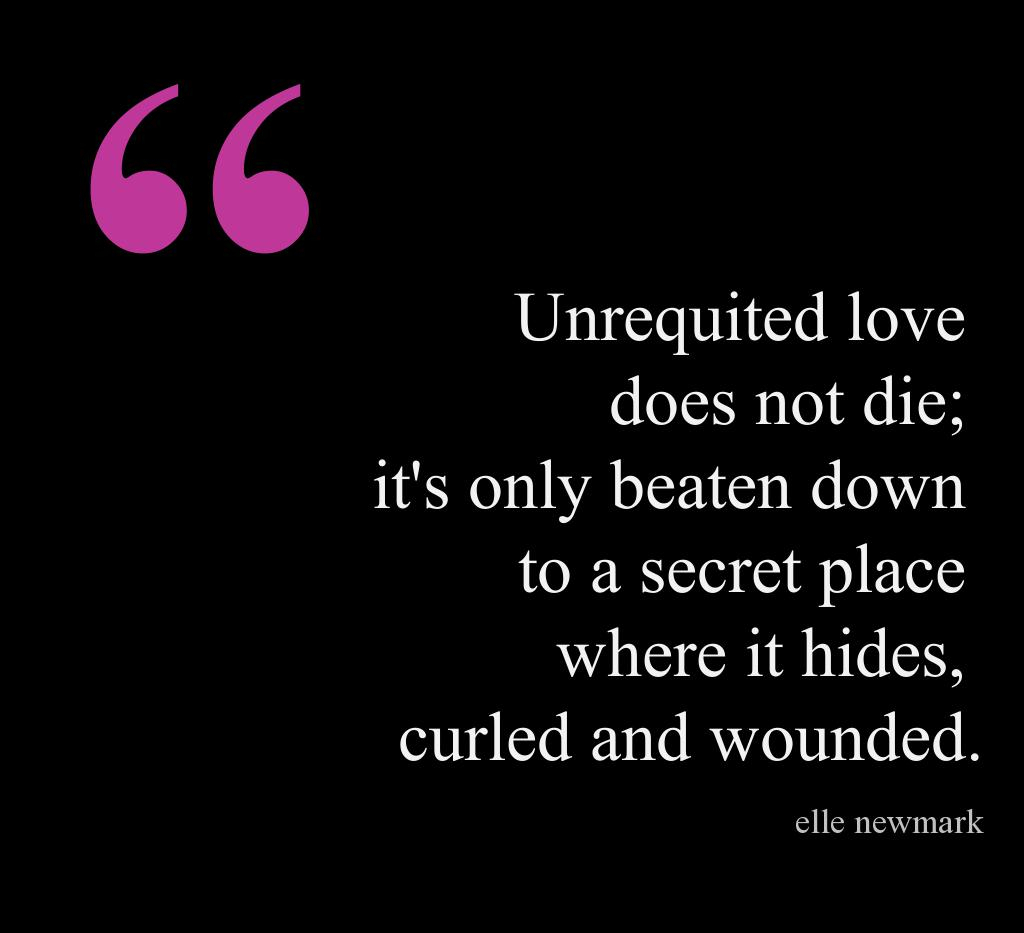 “
Unrequited love
does not die;
it's only beaten down
to a secret place
where it hides,
curled and wounded.
elle newmark